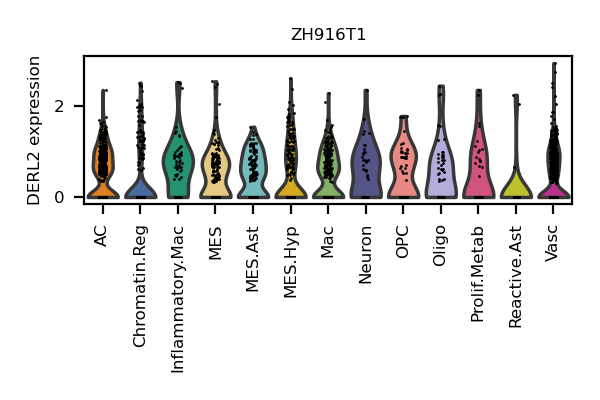 ZH916T1
DERL2 expression
2
0
AC
Chromatin.Reg
Inflammatory.Mac
MES
MES.Ast
MES.Hyp
Mac
Neuron
OPC
Oligo
Prolif.Metab
Reactive.Ast
Vasc